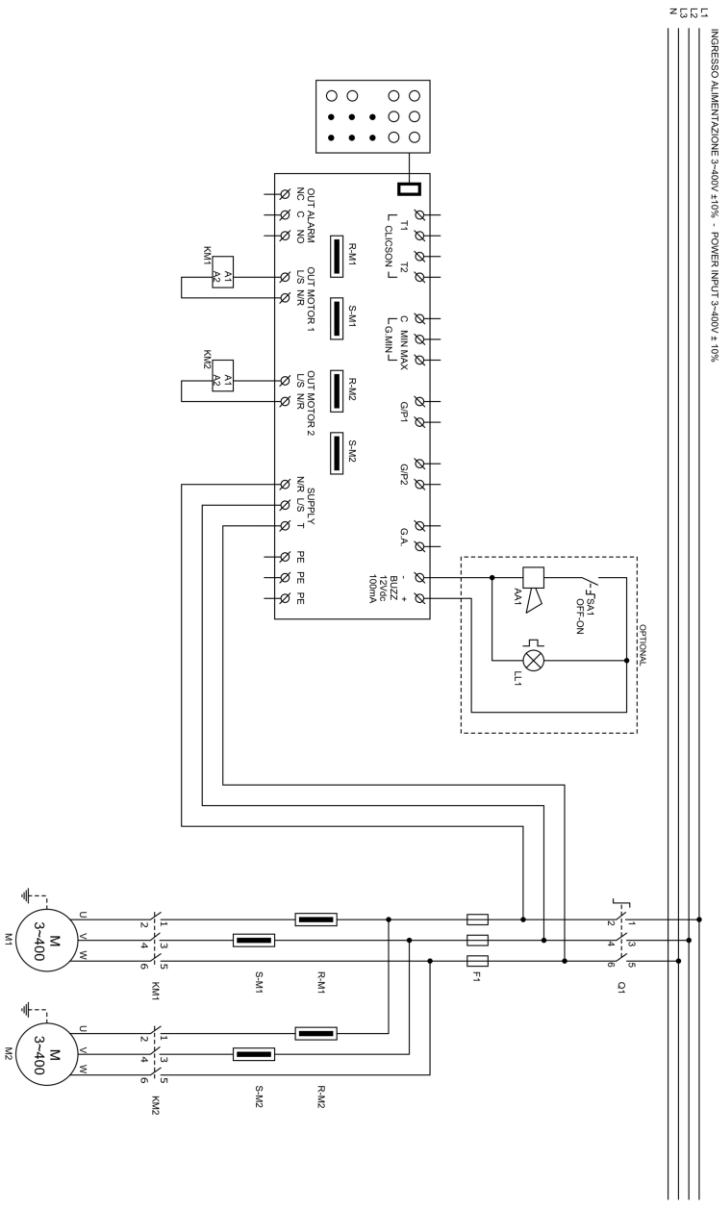 INGRESSO ALIMENTAZIONE 3~400V ±10% - POWER INPUT 3~400V ± 10%
L1
L2
L3
N
OPTIONAL
SA1
OFF-ON
AA1
LL1
1 3 5
2 4 6
Q1
F1
T1 T2
L CLICSON
C MIN MAX
G.MIN
G/P1
G/P2
G.A.
- +
BUZZ
12Vdc
100mA
R-M1
S-M1
R-M2
S-M2
OUT ALARM
NC C NO
OUT MOTOR 1
L/S N/R
OUT MOTOR 2
L/S N/R
SUPPLY
N/R L/S T
PE PE PE
KM1
A1
A2
KM2
A1
A2
R-M1
R-M2
S-M1
S-M2
1 3 5
2 4 6
KM1
1 3 5
2 4 6
KM2
U V W
M
3~400
M1
U V W
M
3~400
M2